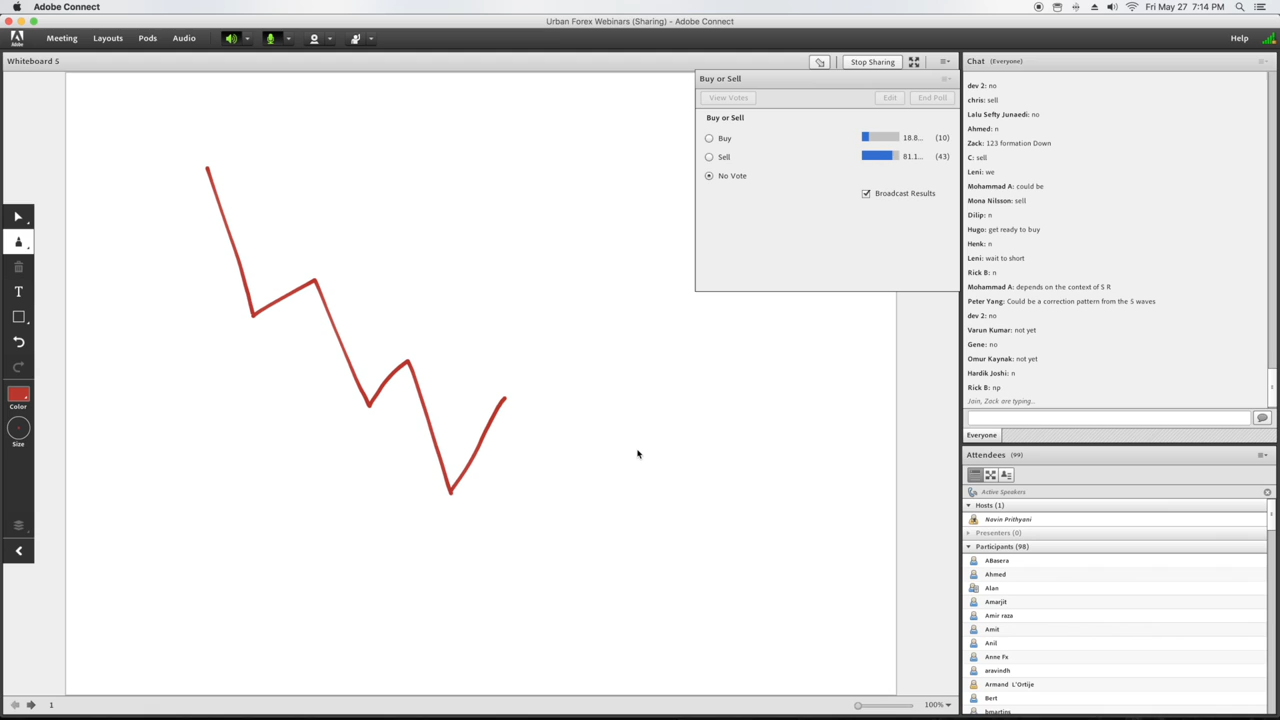 Adobe Connect
Fri May 27 7:14 PM
Urban Forex Webinars (Sharing) - Adobe Connect
Adobe
Meeting Layouts Pods Audio Help
Whiteboard 5
Stop Sharing
Buy or Sell
View Votes Edit End Poll
Buy or Sell
Buy 18.8... (10)
Sell 81.1... (43)
No Vote
Broadcast Results
Color
Size
1
100%
Chat (Everyone)
dev 2: no
chris: sell
Lalu Sefty Junaedi: no
Ahmed: n
Zack: 123 formation Down
C: sell
Leni: we
Mohammad A: could be
Mona Nilsson: sell
Dilip: n
Hugo: get ready to buy
Henk: n
Leni: wait to short
Rick B: n
Mohammad A: depends on the context of S R
Peter Yang: Could be a correction pattern from the 5 waves
dev 2: no
Varun Kumar: not yet
Gene: no
Omur Kaynak: not yet
Hardik Joshi: n
Rick B: np
Jain, Zack are typing...
Everyone
Attendees (99)
Active Speakers
Hosts (1)
Navin Prithyani
Presenters (0)
Participants (98)
ABasera
Ahmed
Alan
Amarjit
Amir raza
Amit
Anil
Anne Fx
aravindh
Armand L'Ortije
Bert
bmartins